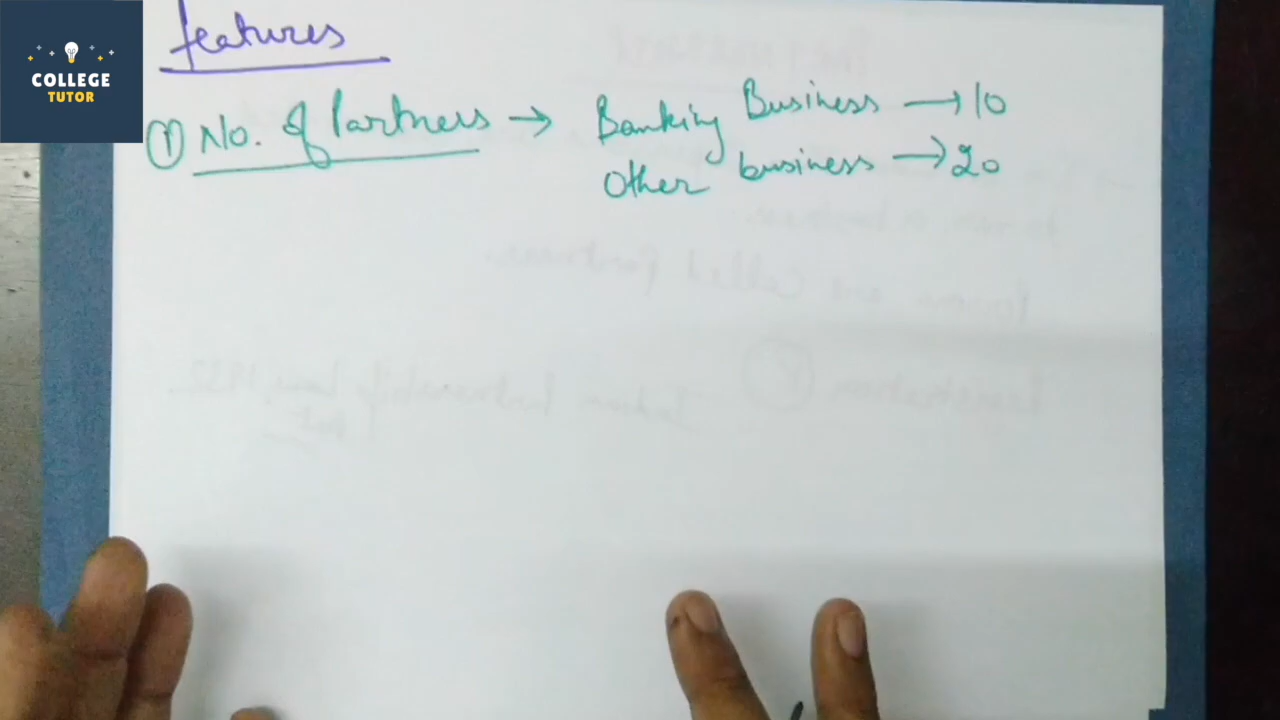 COLLEGE
TUTOR
features
① No. of Partners → Banking Business → 10
Other business → 20